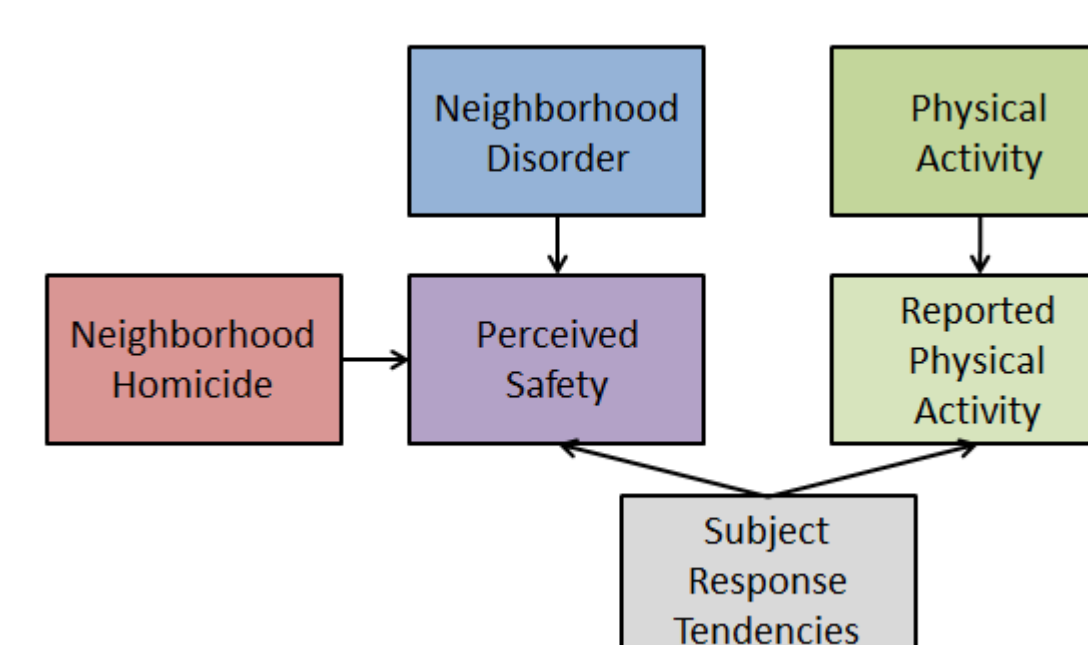 Neighborhood
Disorder
Physical
Activity
Neighborhood
Homicide
Perceived
Safety
Reported
Physical
Activity
Subject
Response
Tendencies